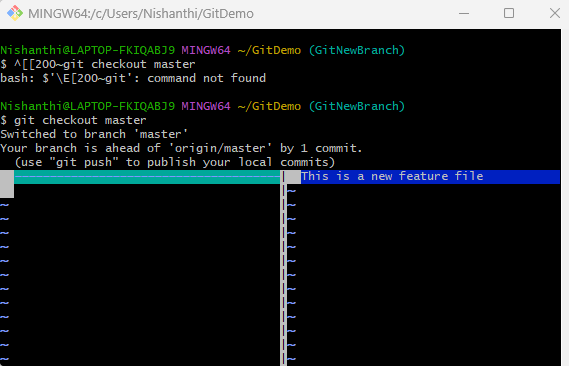 MINGW64:/c/Users/Nishanthi/GitDemo
Nishanthi@LAPTOP-FKIQABJ9 MINGW64 ~/GitDemo (GitNewBranch)
$ ^[[200~git checkout master
bash: $'\E[200~git': command not found
Nishanthi@LAPTOP-FKIQABJ9 MINGW64 ~/GitDemo (GitNewBranch)
$ git checkout master
Switched to branch 'master'
Your branch is ahead of 'origin/master' by 1 commit.
(use "git push" to publish your local commits)
--------------------------------------|This is a new feature file
~ |~
~ |~
~ |~
~ |~
~ |~
~ |~
~ |~
~ |~
~ |~
~ |~
~ |~
~ |~
~ |~